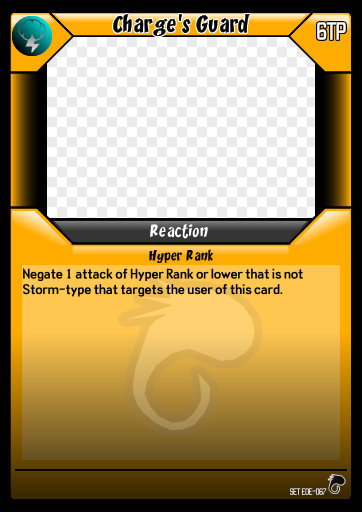 Charge's Guard
6TP
Reaction
Hyper Rank
Negate 1 attack of Hyper Rank or lower that is not
Storm-type that targets the user of this card.
SET EOE-067